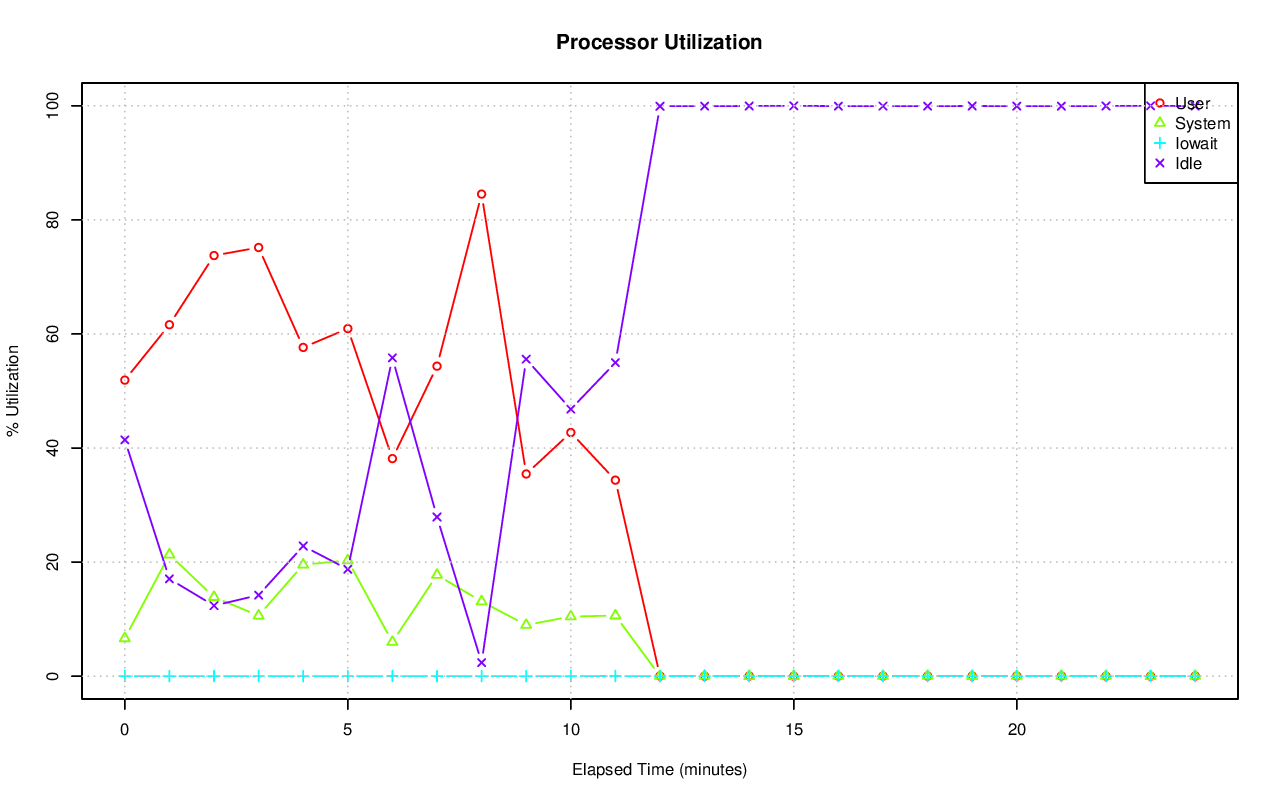 Processor Utilization
% Utilization
100
80
60
40
20
0
User
System
Iowait
Idle
0 5 10 15 20
Elapsed Time (minutes)